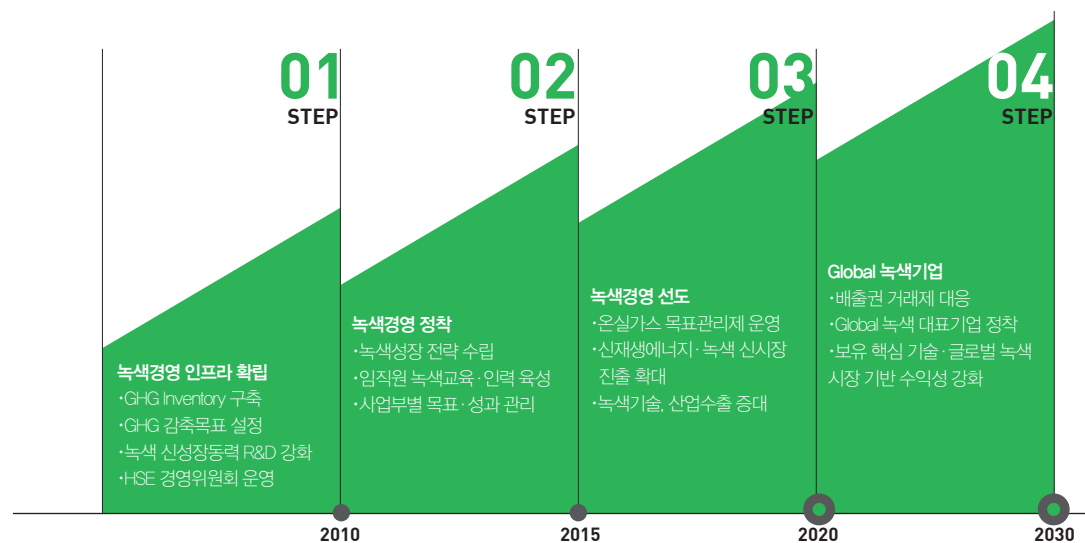 01
STEP
녹색경영 인프라 확립
·GHG Inventory 구축
·GHG 감축목표 설정
·녹색 신성장동력 R&D 강화
·HSE 경영위원회 운영
2010
02
STEP
녹색경영 정착
·녹색성장 전략 수립
·임직원 녹색교육·인력 육성
·사업부별 목표·성과 관리
2015
03
STEP
녹색경영 선도
·온실가스 목표관리제 운영
·신재생에너지·녹색 신시장
진출 확대
·녹색기술, 산업수출 증대
2020
04
STEP
Global 녹색기업
·배출권 거래제 대응
·Global 녹색 대표기업 정착
·보유 핵심 기술·글로벌 녹색
시장 기반 수익성 강화
2030